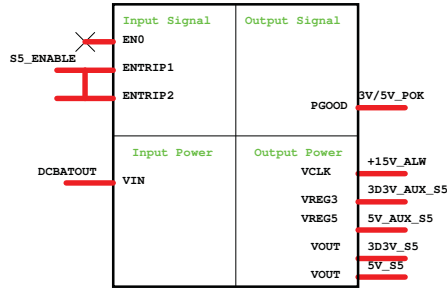 Input Signal
Output Signal
EN0
S5_ENABLE
ENTRIP1
ENTRIP2
3V/5V_POK
PGOOD
Input Power
Output Power
DCBATOUT
VIN
+15V_ALW
VCLK
3D3V_AUX_S5
VREG3
5V_AUX_S5
VREG5
3D3V_S5
VOUT
5V_S5
VOUT